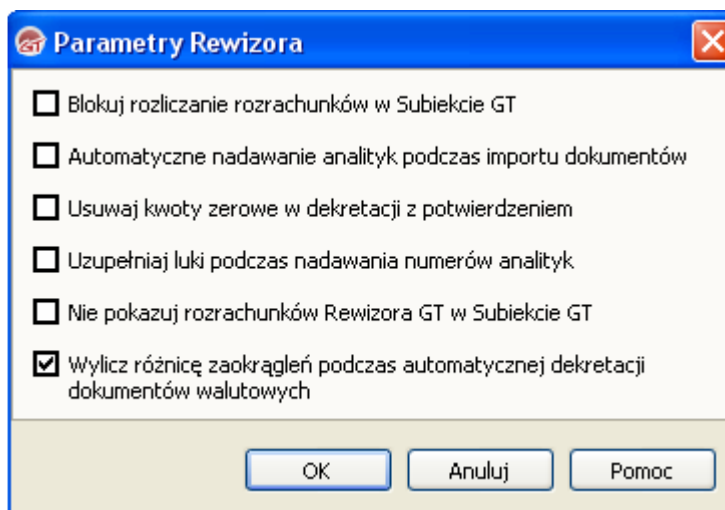 Parametry Rewizora
Blokuj rozliczanie rozrachunków w Subiekcie GT
Automatyczne nadawanie analityk podczas importu dokumentów
Usuwaj kwoty zerowe w dekretacji z potwierdzeniem
Uzupełniaj luki podczas nadawania numerów analityk
Nie pokazuj rozrachunków Rewizora GT w Subiekcie GT
Wylicz różnicę zaokrągleń podczas automatycznej dekretacji
dokumentów walutowych
OK Anuluj Pomoc